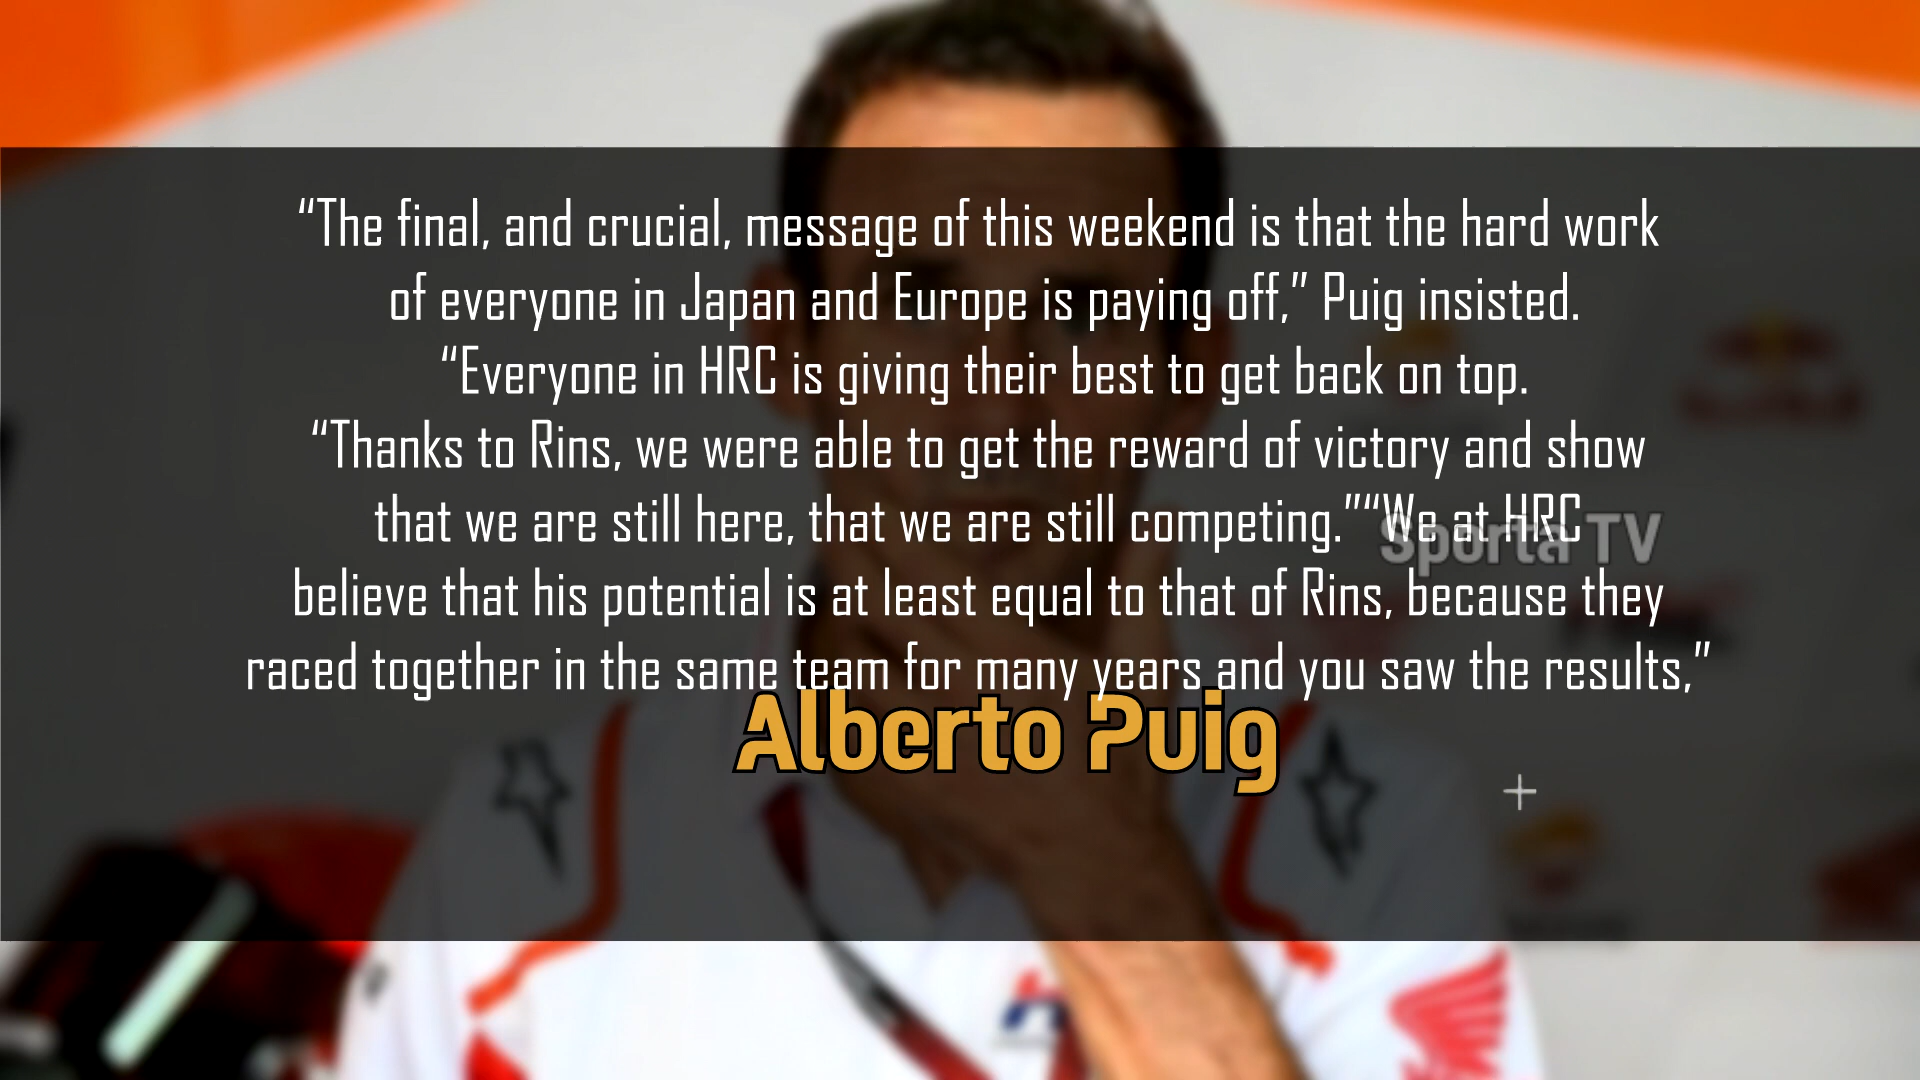 “The final, and crucial, message of this weekend is that the hard work
of everyone in Japan and Europe is paying off,” Puig insisted.
“Everyone in HRC is giving their best to get back on top.
“Thanks to Rins, we were able to get the reward of victory and show
that we are still here, that we are still competing.”“We at HRC
Sporta TV
believe that his potential is at least equal to that of Rins, because they
raced together in the same team for many years and you saw the results,”
Alberto Puig